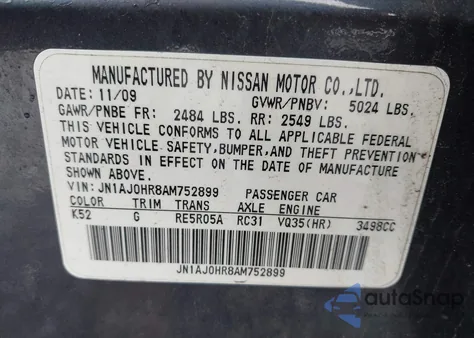 MANUFACTURED BY NISSAN MOTOR CO.,LTD.
DATE: 11/09 GVWR/PNBV: 5024 LBS.
GAWR/PNBE FR: 2484 LBS. RR: 2549 LBS.
THIS VEHICLE CONFORMS TO ALL APPLICABLE FEDERAL
MOTOR VEHICLE SAFETY,BUMPER,AND THEFT PREVENTION
STANDARDS IN EFFECT ON THE DATE OF MANUFACTURE
SHOWN ABOVE.
VIN: JN1AJ0HR8AM752899 PASSENGER CAR
COLOR TRIM TRANS AXLE ENGINE
K52 G RE5R05A RC31 VQ35(HR) 3498CC
JN1AJ0HR8AM752899
autoSnap